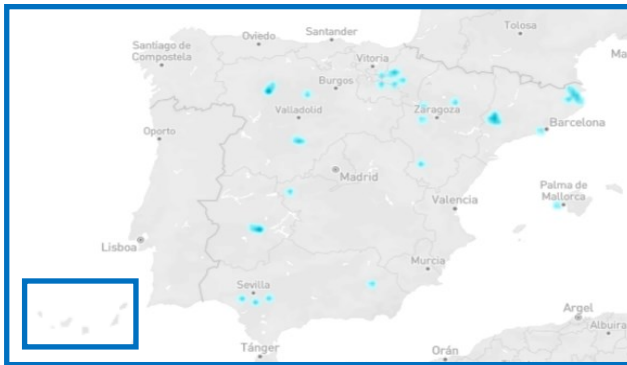 Tolosa
Santander
Oviedo
Ma
Santiago de
Compostela
Vitoria
Burgos
Valladolid
Zaragoza
Barcelona
Oporto
Madrid
Palma de
Mallorca
Valencia
Lisboa
Murcia
Sevilla
Argel
Albuira
Tánger
Orán